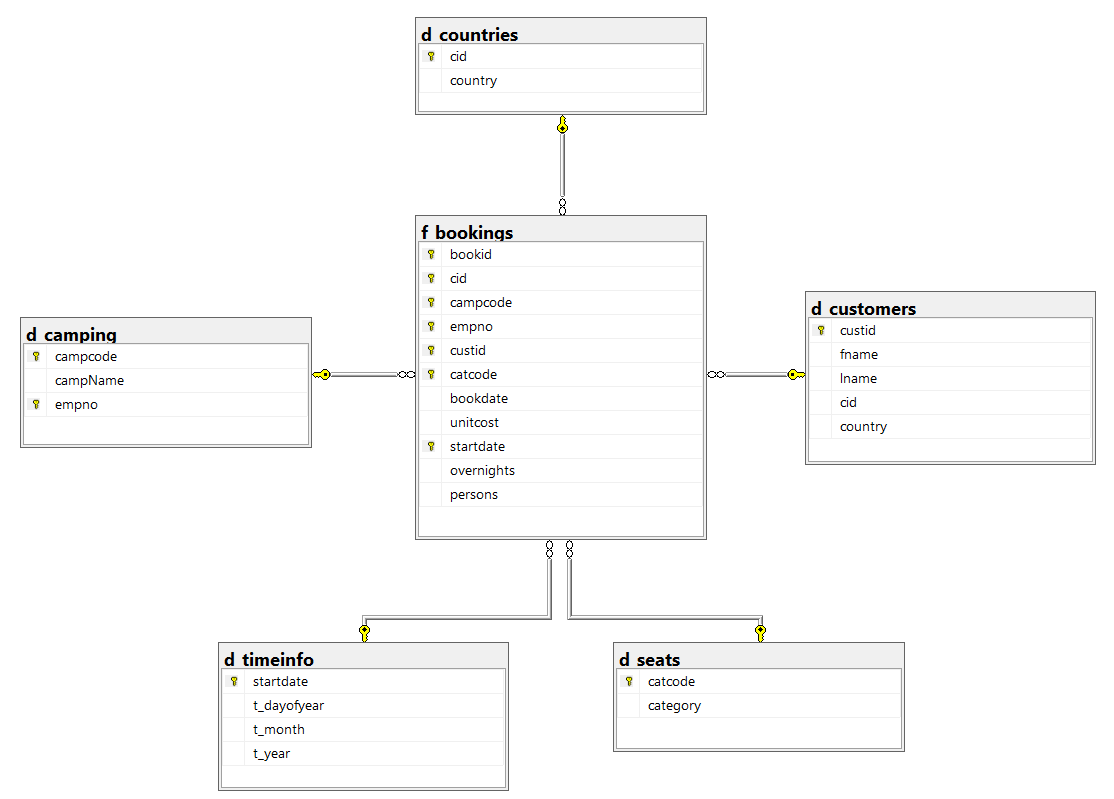 d_countries
cid
country
f_bookings
bookid
cid
campcode
empno
custid
catcode
bookdate
unitcost
startdate
overnights
persons
d_camping
campcode
campName
empno
d_customers
custid
fname
lname
cid
country
d_timeinfo
startdate
t_dayofyear
t_month
t_year
d_seats
catcode
category